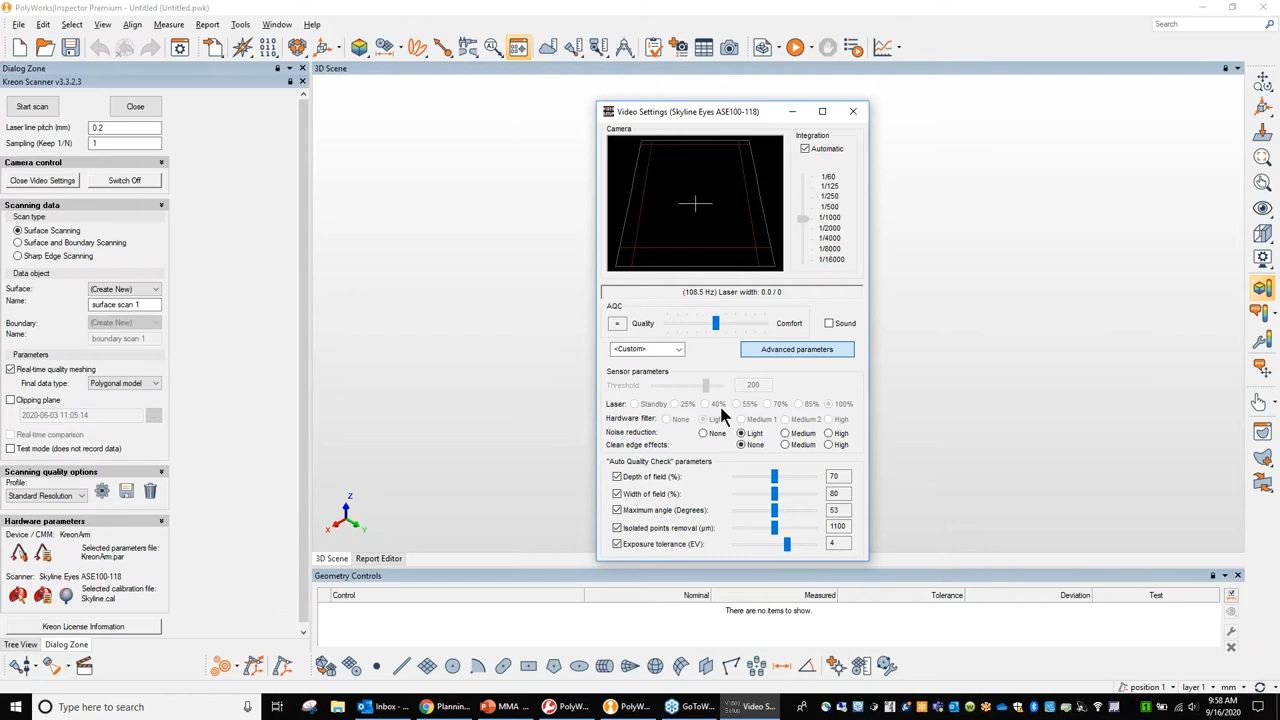 PolyWorks|Inspector Premium - Untitled (Untitled.pwk)
File Edit Select View Align Measure Report Tools Window Help
Search
Dialog Zone
3D Scene
Kreon Scanner v3.3.2.3
Start scan Close
Laser line pitch (mm) 0.2
Sampling (Keep 1/N) 1
Camera control
Close Video Settings Switch Off
Scanning data
Scan type
Surface Scanning
Surface and Boundary Scanning
Sharp Edge Scanning
Data object
Surface: (Create New)
Name: surface scan 1
Boundary: (Create New)
Name: boundary scan 1
Parameters
Real-time quality meshing
Final data type: Polygonal model
Clipping plane
2020-06-03 11:05:14 ...
Real-time comparison
Test mode (does not record data)
Scanning quality options
Profile:
Standard Resolution
Hardware parameters
Device / CMM: KreonArm
Selected parameters file:
KreonArm.par
Scanner: Skyline Eyes ASE100-118
Selected calibration file:
Skyline.cal
Kreon License Information
Tree View Dialog Zone
Video Settings (Skyline Eyes ASE100-118)
Camera
Integration
Automatic
1/60
1/125
1/250
1/500
1/1000
1/2000
1/4000
1/8000
1/16000
(108.5 Hz) Laser width: 0.0 / 0
AQC
= Quality Comfort Sound
<Custom> Advanced parameters
Sensor parameters
Threshold: 200
Laser: Standby 25% 40% 55% 70% 85% 100%
Hardware filter: None Medium 1 Medium 2 High
Noise reduction: None Light Medium High
Clean edge effects: None Medium High
"Auto Quality Check" parameters
Depth of field (%): 70
Width of field (%): 80
Maximum angle (Degrees): 53
Isolated points removal (µm): 1100
Exposure tolerance (EV): 4
Z
X
Y
3D Scene Report Editor
Geometry Controls
Control Nominal Measured Tolerance Deviation Test
There are no items to show.
position 1 layer 1 mm
Type here to search
Inbox - ...
Plannin...
MMA ...
PolyW...
PolyW...
GoToW...
Video S...
9:58 AM
9/16/2020